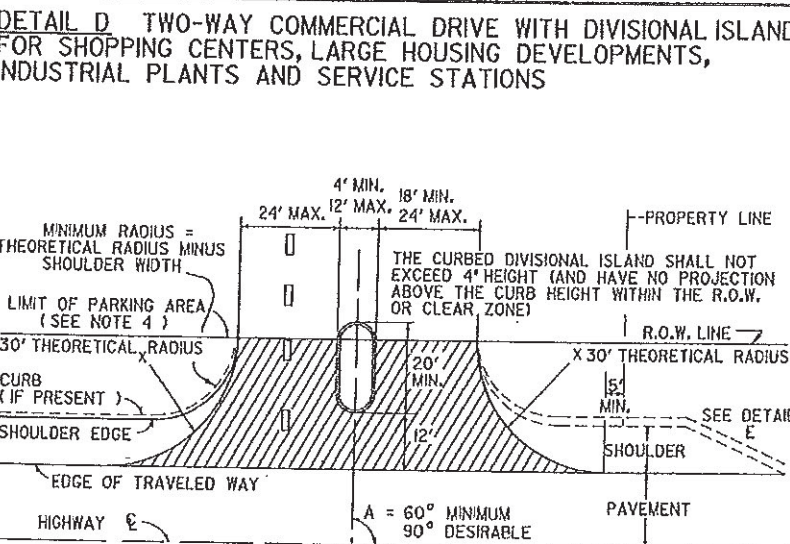 DETAIL D TWO-WAY COMMERCIAL DRIVE WITH DIVISIONAL ISLAND
FOR SHOPPING CENTERS, LARGE HOUSING DEVELOPMENTS,
INDUSTRIAL PLANTS AND SERVICE STATIONS
4' MIN.
12' MAX.
18' MIN.
24' MAX.
24' MAX.
PROPERTY LINE
MINIMUM RADIUS =
THEORETICAL RADIUS MINUS
SHOULDER WIDTH
THE CURBED DIVISIONAL ISLAND SHALL NOT
EXCEED 4" HEIGHT (AND HAVE NO PROJECTION
ABOVE THE CURB HEIGHT WITHIN THE R.O.W.
OR CLEAR ZONE)
LIMIT OF PARKING AREA
( SEE NOTE 4 )
R.O.W. LINE
30' THEORETICAL RADIUS
X
X 30' THEORETICAL RADIUS
20'
MIN.
CURB
( IF PRESENT )
5'
MIN.
SEE DETAIL
E
SHOULDER EDGE
12'
SHOULDER
EDGE OF TRAVELED WAY
A = 60° MINIMUM
90° DESIRABLE
PAVEMENT
HIGHWAY ℄